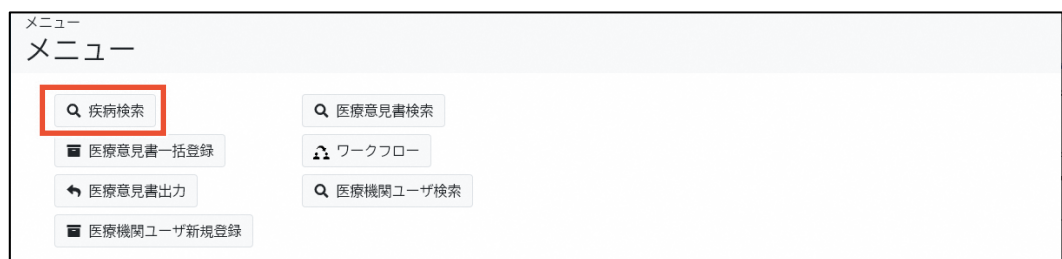 メニュー
メニュー
疾病検索
医療意見書検索
医療意見書一括登録
ワークフロー
医療意見書出力
医療機関ユーザ検索
医療機関ユーザ新規登録